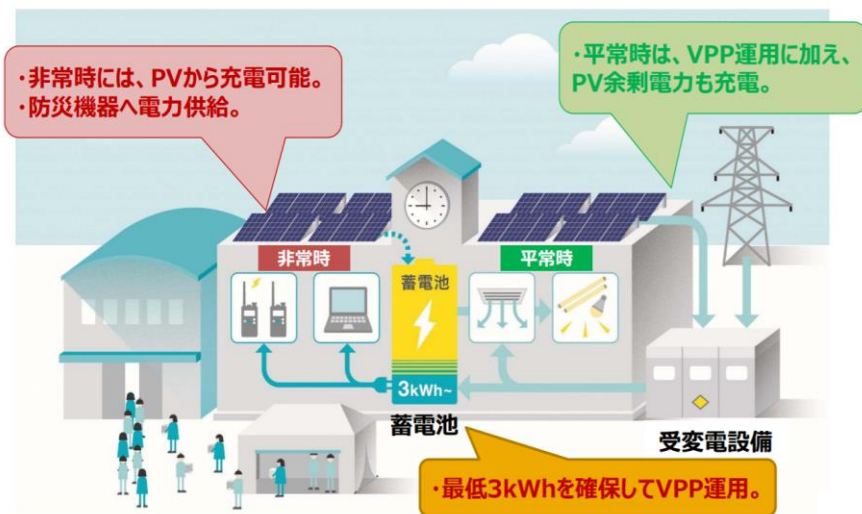 ・非常時には、PVから充電可能。
・防災機器へ電力供給。
・平常時は、VPP運用に加え、
PV余剰電力も充電。
非常時
蓄電池
平常時
3kWh~
蓄電池
受変電設備
・最低3kWhを確保してVPP運用。